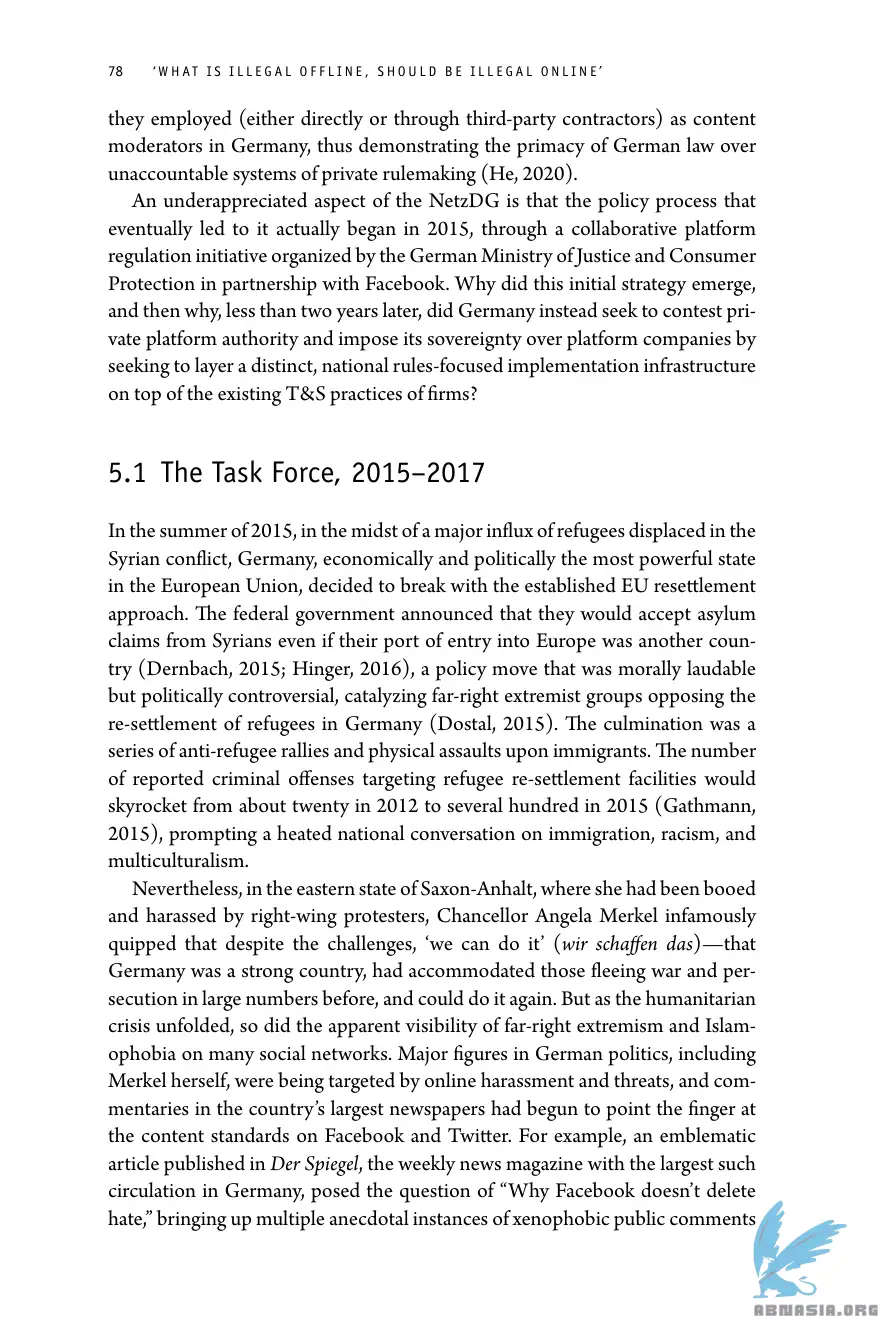 78 ‘WHAT IS ILLEGAL OFFLINE, SHOULD BE ILLEGAL ONLINE’
they employed (either directly or through third-party contractors) as content
moderators in Germany, thus demonstrating the primacy of German law over
unaccountable systems of private rulemaking (He, 2020).
An underappreciated aspect of the NetzDG is that the policy process that
eventually led to it actually began in 2015, through a collaborative platform
regulation initiative organized by the German Ministry of Justice and Consumer
Protection in partnership with Facebook. Why did this initial strategy emerge,
and then why, less than two years later, did Germany instead seek to contest pri-
vate platform authority and impose its sovereignty over platform companies by
seeking to layer a distinct, national rules-focused implementation infrastructure
on top of the existing T&S practices of firms?
5.1 The Task Force, 2015–2017
In the summer of 2015, in the midst of a major influx of refugees displaced in the
Syrian conflict, Germany, economically and politically the most powerful state
in the European Union, decided to break with the established EU resettlement
approach. The federal government announced that they would accept asylum
claims from Syrians even if their port of entry into Europe was another coun-
try (Dernbach, 2015; Hinger, 2016), a policy move that was morally laudable
but politically controversial, catalyzing far-right extremist groups opposing the
re-settlement of refugees in Germany (Dostal, 2015). The culmination was a
series of anti-refugee rallies and physical assaults upon immigrants. The number
of reported criminal offenses targeting refugee re-settlement facilities would
skyrocket from about twenty in 2012 to several hundred in 2015 (Gathmann,
2015), prompting a heated national conversation on immigration, racism, and
multiculturalism.
Nevertheless, in the eastern state of Saxon-Anhalt, where she had been booed
and harassed by right-wing protesters, Chancellor Angela Merkel infamously
quipped that despite the challenges, ‘we can do it’ (wir schaffen das)—that
Germany was a strong country, had accommodated those fleeing war and per-
secution in large numbers before, and could do it again. But as the humanitarian
crisis unfolded, so did the apparent visibility of far-right extremism and Islam-
ophobia on many social networks. Major figures in German politics, including
Merkel herself, were being targeted by online harassment and threats, and com-
mentaries in the country’s largest newspapers had begun to point the finger at
the content standards on Facebook and Twitter. For example, an emblematic
article published in Der Spiegel, the weekly news magazine with the largest such
circulation in Germany, posed the question of “Why Facebook doesn’t delete
hate,” bringing up multiple anecdotal instances of xenophobic public comments
ABNASIA.ORG